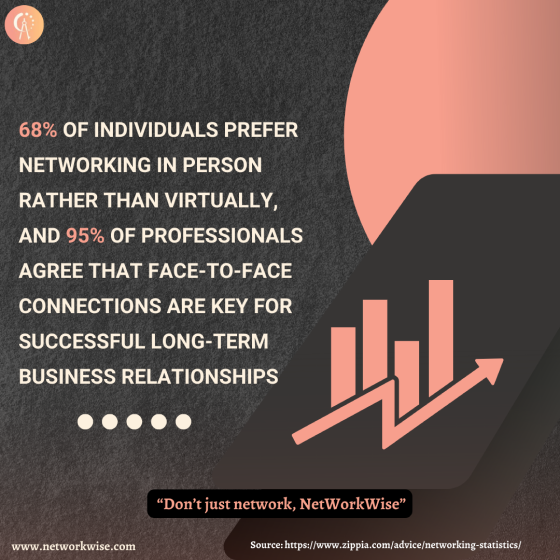 68% OF INDIVIDUALS PREFER
NETWORKING IN PERSON
RATHER THAN VIRTUALLY,
AND 95% OF PROFESSIONALS
AGREE THAT FACE-TO-FACE
CONNECTIONS ARE KEY FOR
SUCCESSFUL LONG-TERM
BUSINESS RELATIONSHIPS
“Don’t just network, NetWorkWise”
www.networkwise.com
Source: https://www.zippia.com/advice/networking-statistics/